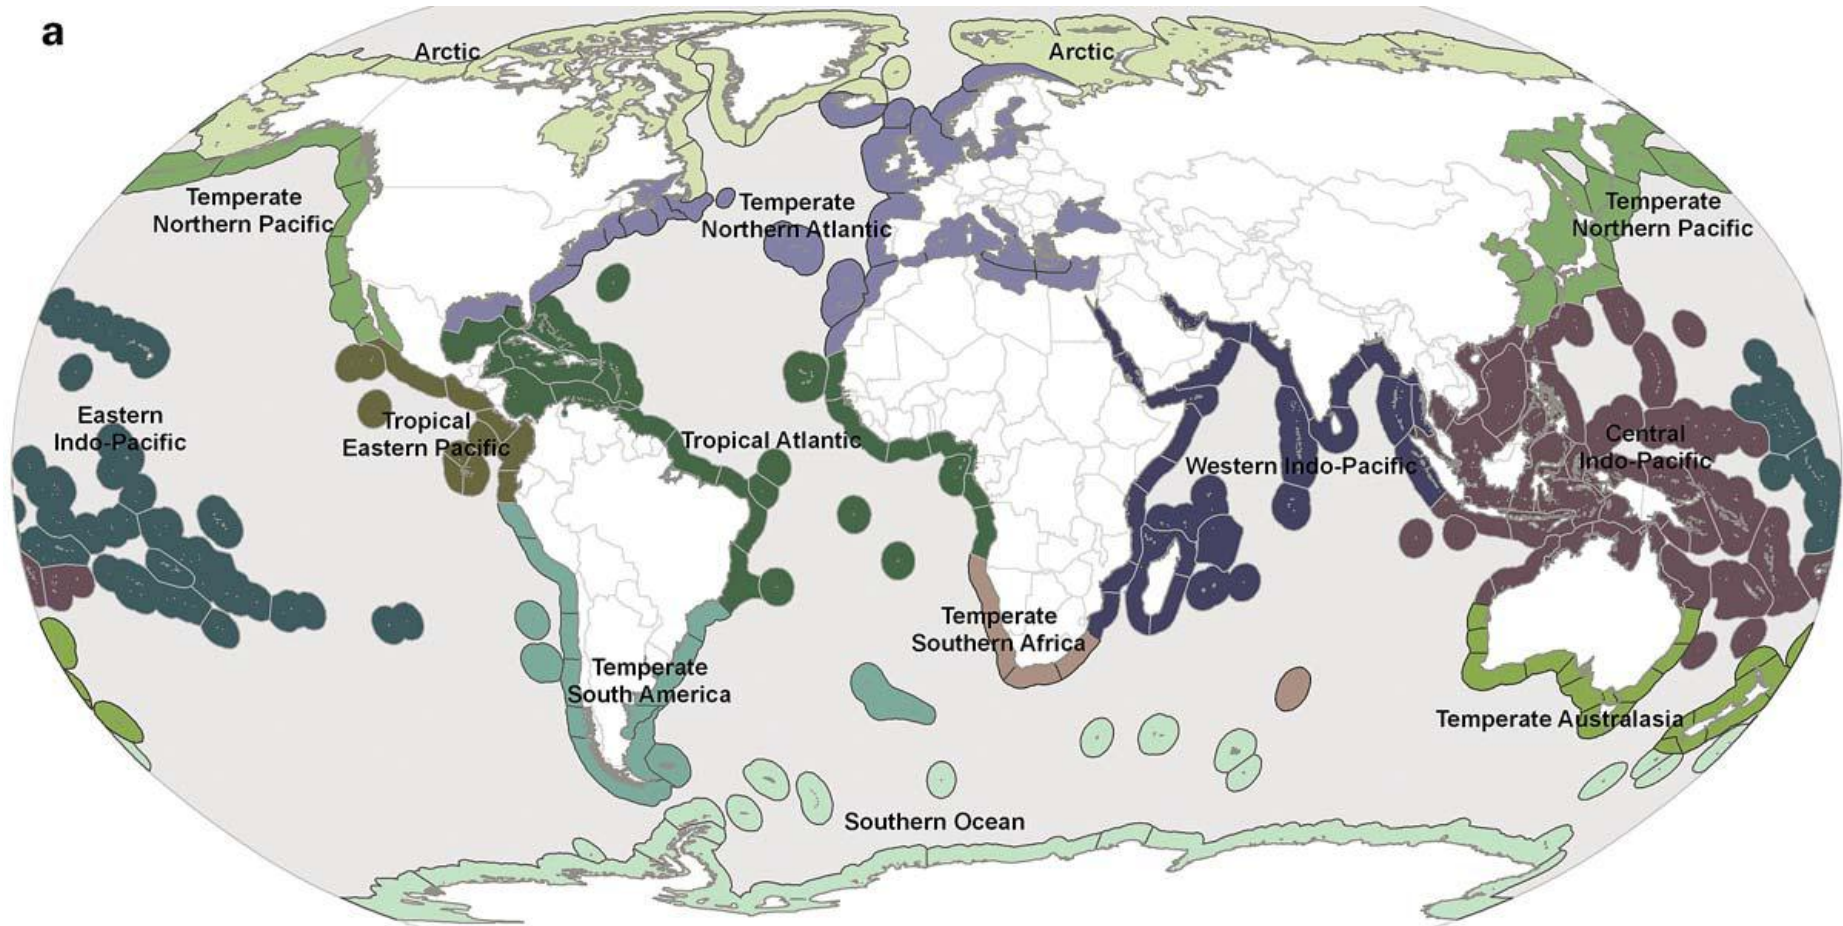 a
Arctic
Arctic
Temperate
Northern Pacific
Temperate
Northern Atlantic
Temperate
Northern Pacific
Eastern
Indo-Pacific
Tropical
Eastern Pacific
Tropical Atlantic
Western Indo-Pacific
Central
Indo-Pacific
Temperate
Southern Africa
Temperate
South America
Temperate Australasia
Southern Ocean